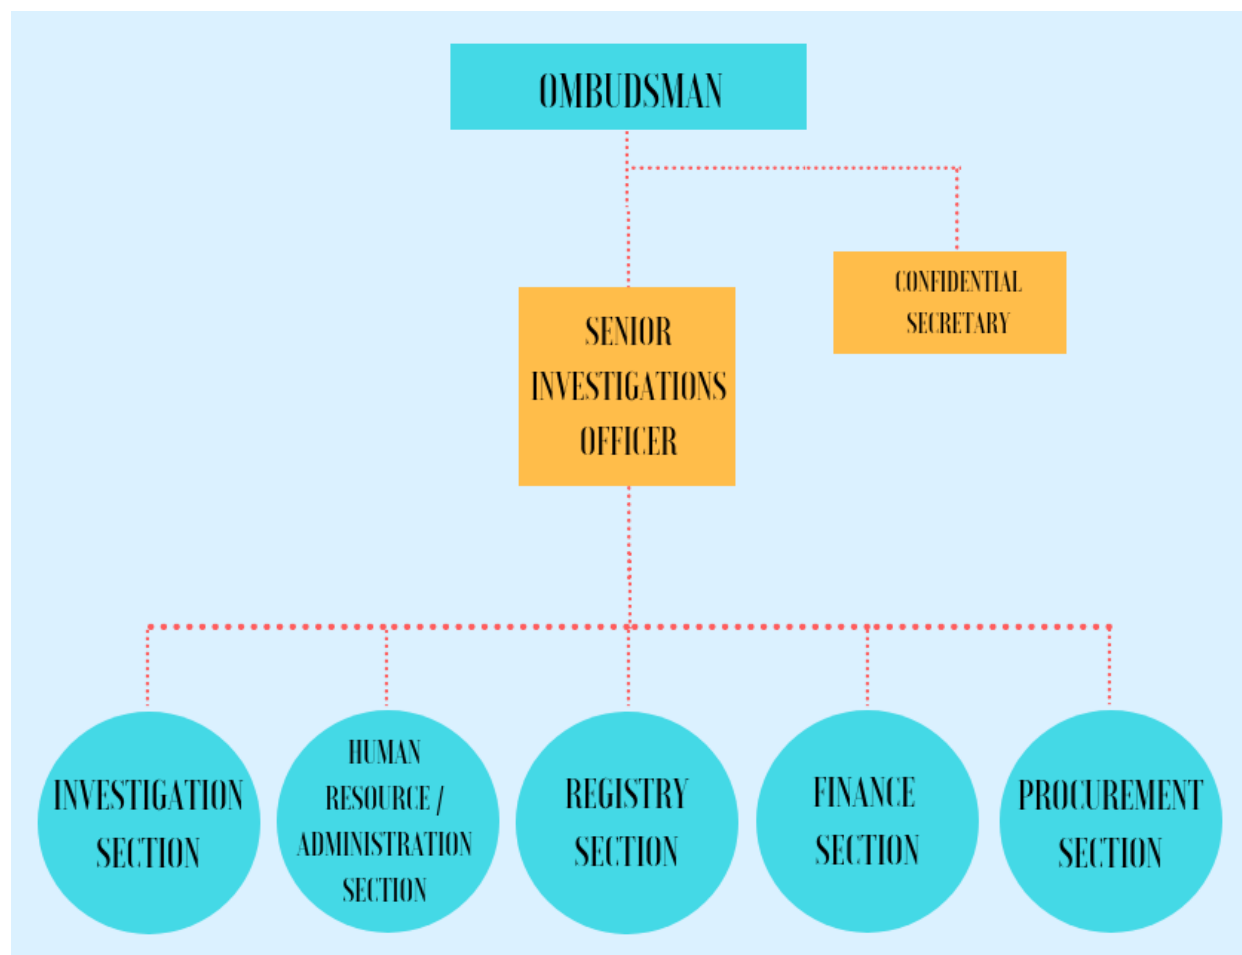 OMBUDSMAN
CONFIDENTIAL
SECRETARY
SENIOR
INVESTIGATIONS
OFFICER
INVESTIGATION
SECTION
HUMAN
RESOURCE /
ADMINISTRATION
SECTION
REGISTRY
SECTION
FINANCE
SECTION
PROCUREMENT
SECTION